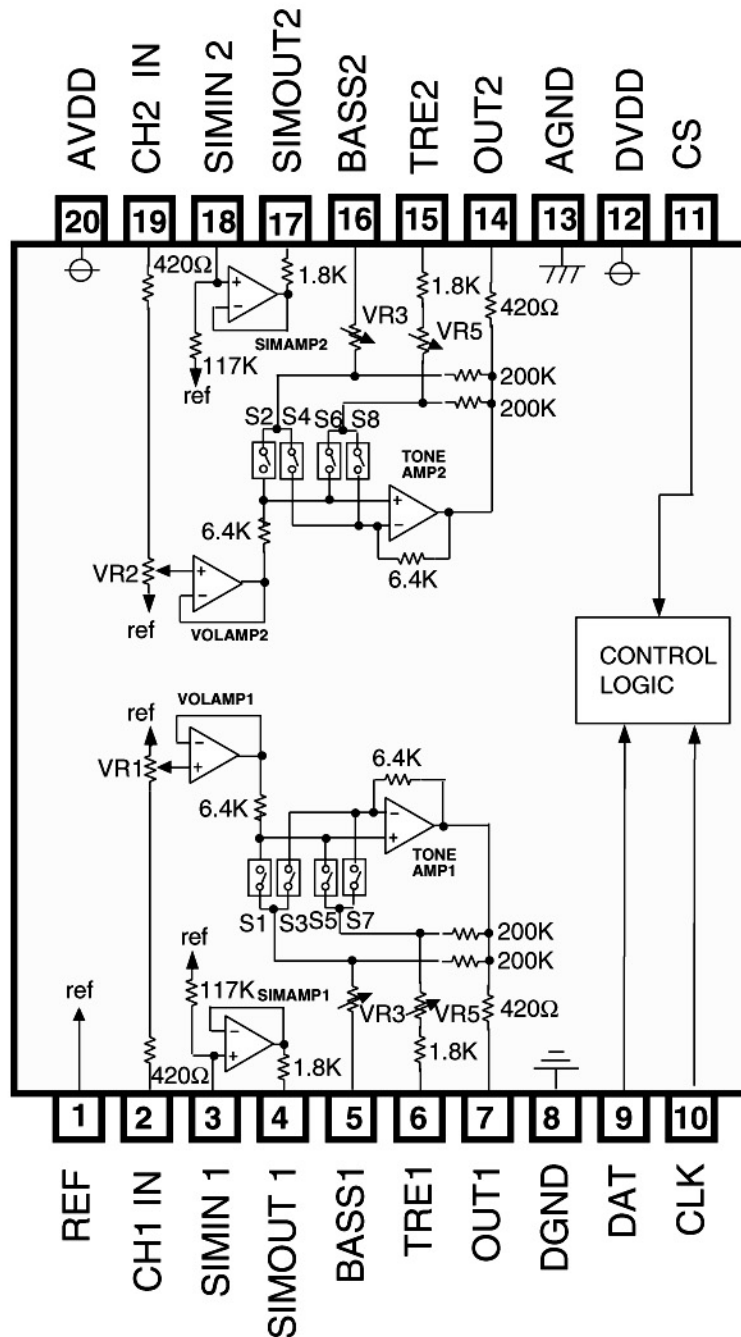 AVDD
CH2 IN
SIMIN 2
SIMOUT2
BASS2
TRE2
OUT2
AGND
DVDD
CS
20
19
18
17
16
15
14
13
12
11
420Ω
+
−
1.8K
SIMAMP2
117K
ref
VR3
1.8K
VR5
420Ω
200K
200K
S2
S4
S6
S8
TONE
AMP2
+
−
6.4K
6.4K
VR2
+
−
ref
VOLAMP2
CONTROL
LOGIC
VOLAMP1
ref
−
+
VR1
6.4K
6.4K
−
+
TONE
AMP1
S1
S3
S5
S7
200K
200K
ref
ref
117K
SIMAMP1
−
+
VR3
VR5
420Ω
1.8K
1.8K
420Ω
1
2
3
4
5
6
7
8
9
10
REF
CH1 IN
SIMIN 1
SIMOUT 1
BASS1
TRE1
OUT1
DGND
DAT
CLK